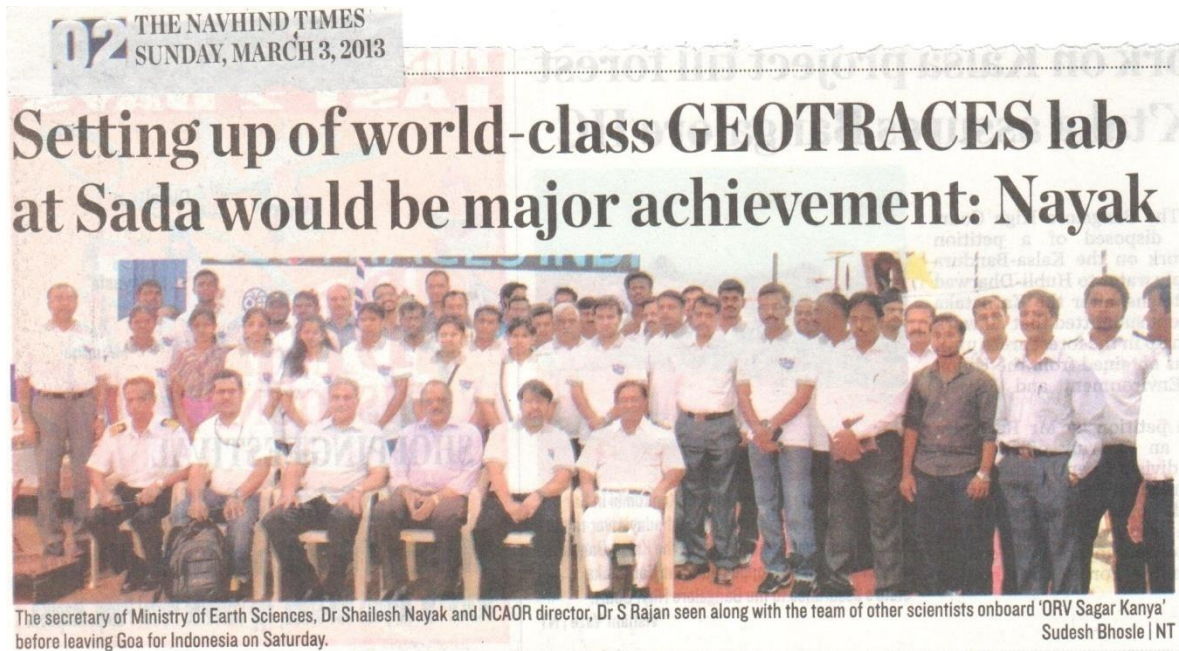 02 THE NAVHIND TIMES
SUNDAY, MARCH 3, 2013
Setting up of world-class GEOTRACES lab
at Sada would be major achievement: Nayak
The secretary of Ministry of Earth Sciences, Dr Shailesh Nayak and NCAOR director, Dr S Rajan seen along with the team of other scientists onboard ‘ORV Sagar Kanya’
before leaving Goa for Indonesia on Saturday. Sudesh Bhosle | NT